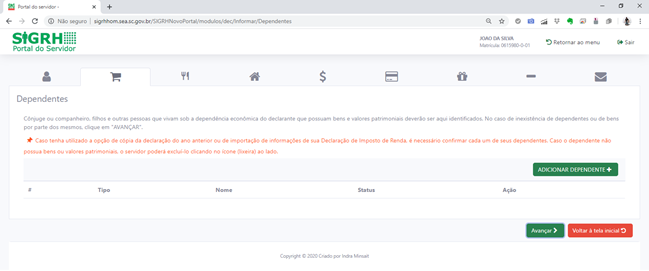 Portal do servidor -
Não seguro | sigrhhom.sea.sc.gov.br/SIGRHNovoPortal/modulos/dec/Informar/Dependentes
SIGRH
Portal do Servidor
JOAO DA SILVA
Matrícula 0615980-0-01
Retornar ao menu
Sair
Dependentes
Cônjuge ou companheiro, filhos e outras pessoas que vivam sob a dependência econômica do declarante que possuam bens e valores patrimoniais deverão ser aqui identificados. No caso de inexistência de dependentes ou de bens
por parte dos mesmos, clique em "AVANÇAR".
Caso tenha utilizado a opção de cópia da declaração do ano anterior ou de importação de informações de sua Declaração de Imposto de Renda, é necessário confirmar cada um de seus dependentes. Caso o dependente não
possua bens ou valores patrimoniais, o servidor poderá excluí-lo clicando no ícone (lixeira) ao lado.
ADICIONAR DEPENDENTE +
# Tipo Nome Status Ação
Avançar
Voltar à tela inicial
Copyright © 2020 Criado por Indra Minsait